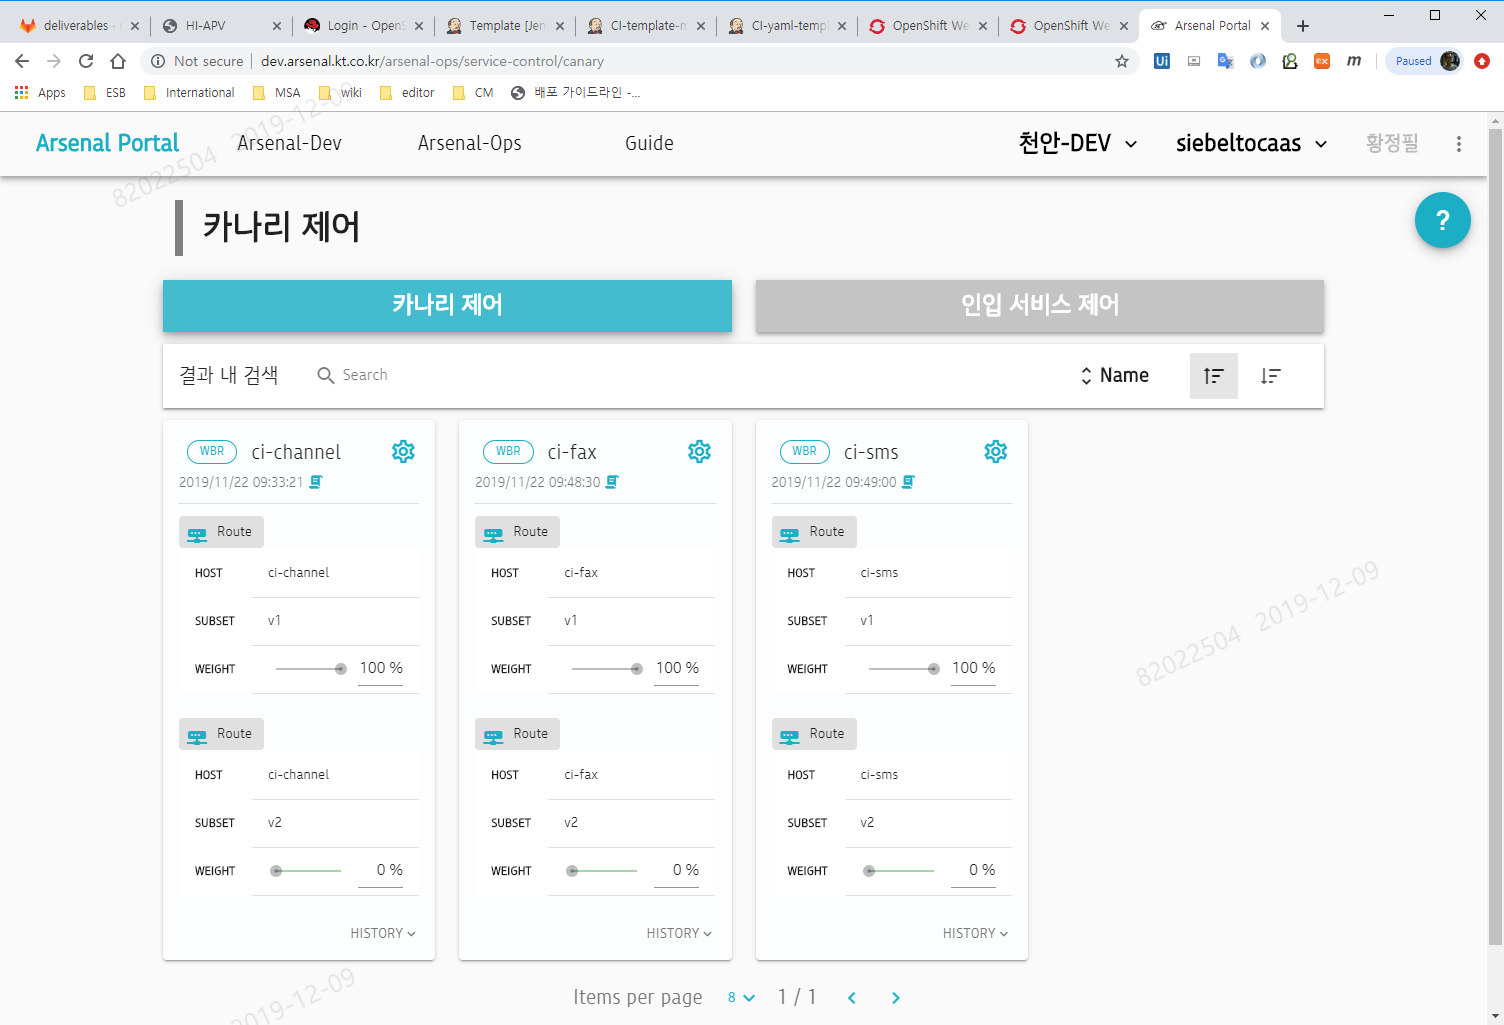 deliverables ·
HI-APV
Login - OpenS
Template [Jen
CI-template-m
CI-yaml-temp
OpenShift We
OpenShift We
Arsenal Portal
Not secure
dev.arsenal.kt.co.kr/arsenal-ops/service-control/canary
Paused
Apps
ESB
International
MSA
wiki
editor
CM
배포 가이드라인 -...
Arsenal Portal
Arsenal-Dev
Arsenal-Ops
Guide
천안-DEV
siebeltocaas
황정필
82022504 2019-12-09
카나리 제어
?
카나리 제어
인입 서비스 제어
결과 내 검색
Search
Name
WBR ci-channel
2019/11/22 09:33:21
Route
HOST ci-channel
SUBSET v1
WEIGHT 100 %
Route
HOST ci-channel
SUBSET v2
WEIGHT 0 %
HISTORY
WBR ci-fax
2019/11/22 09:48:30
Route
HOST ci-fax
SUBSET v1
WEIGHT 100 %
Route
HOST ci-fax
SUBSET v2
WEIGHT 0 %
HISTORY
WBR ci-sms
2019/11/22 09:49:00
Route
HOST ci-sms
SUBSET v1
WEIGHT 100 %
Route
HOST ci-sms
SUBSET v2
WEIGHT 0 %
HISTORY
82022504 2019-12-09
2019-12-09
Items per page 8 1 / 1